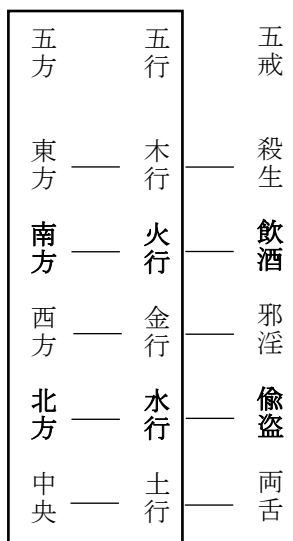 五戒
殺生
飲酒
邪淫
偸盗
両舌
五行
木行
火行
金行
水行
土行
五方
東方
南方
西方
北方
中央